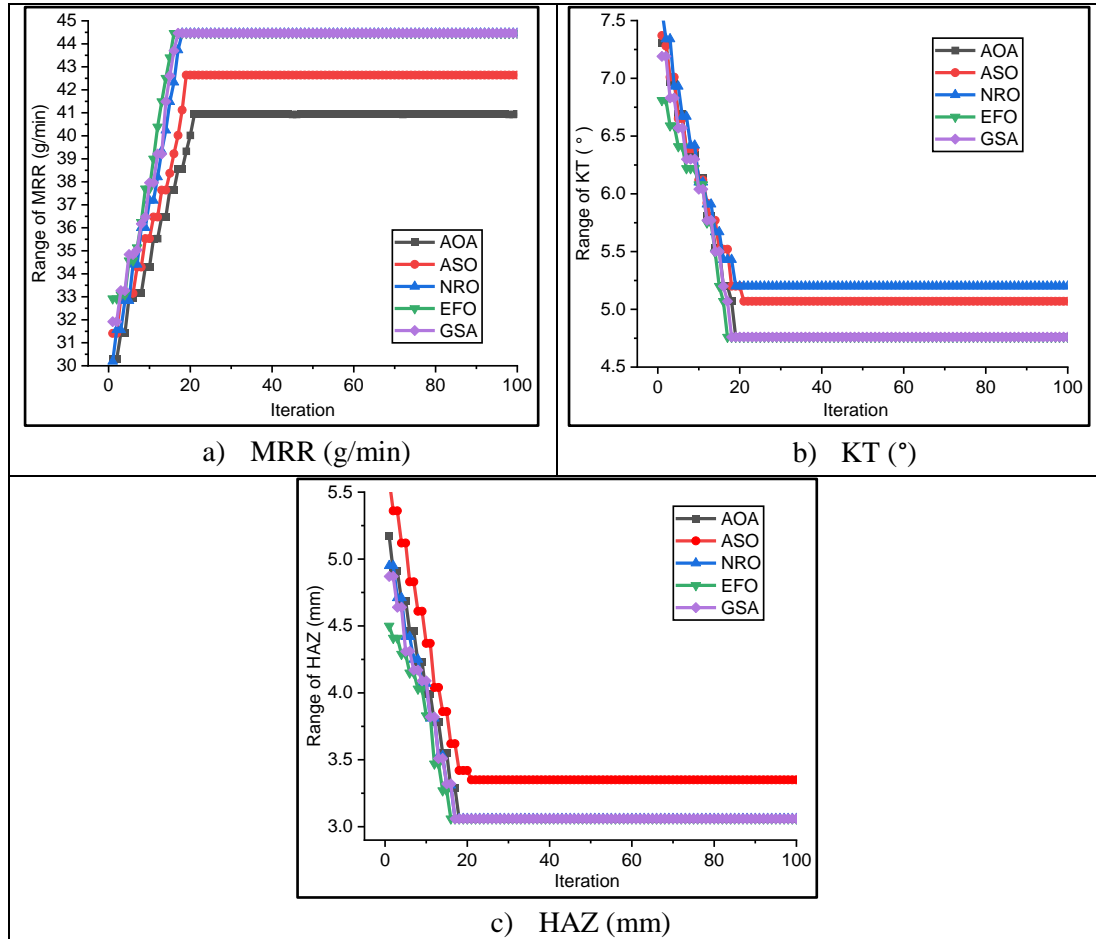 45
44
43
42
41
39
38
37
36
35
34
33
32
31
30
Range of MRR (g/min)
AOA
ASO
NRO
EFO
GSA
0 20 40 60 80 100
Iteration
a) MRR (g/min)
7.5
7.0
6.5
6.0
5.5
5.0
4.5
Range of KT ( °)
AOA
ASO
NRO
EFO
GSA
0 20 40 60 80 100
Iteration
b) KT (°)
5.5
5.0
4.5
4.0
3.5
3.0
Range of HAZ (mm)
AOA
ASO
NRO
EFO
GSA
0 20 40 60 80 100
Iteration
c) HAZ (mm)